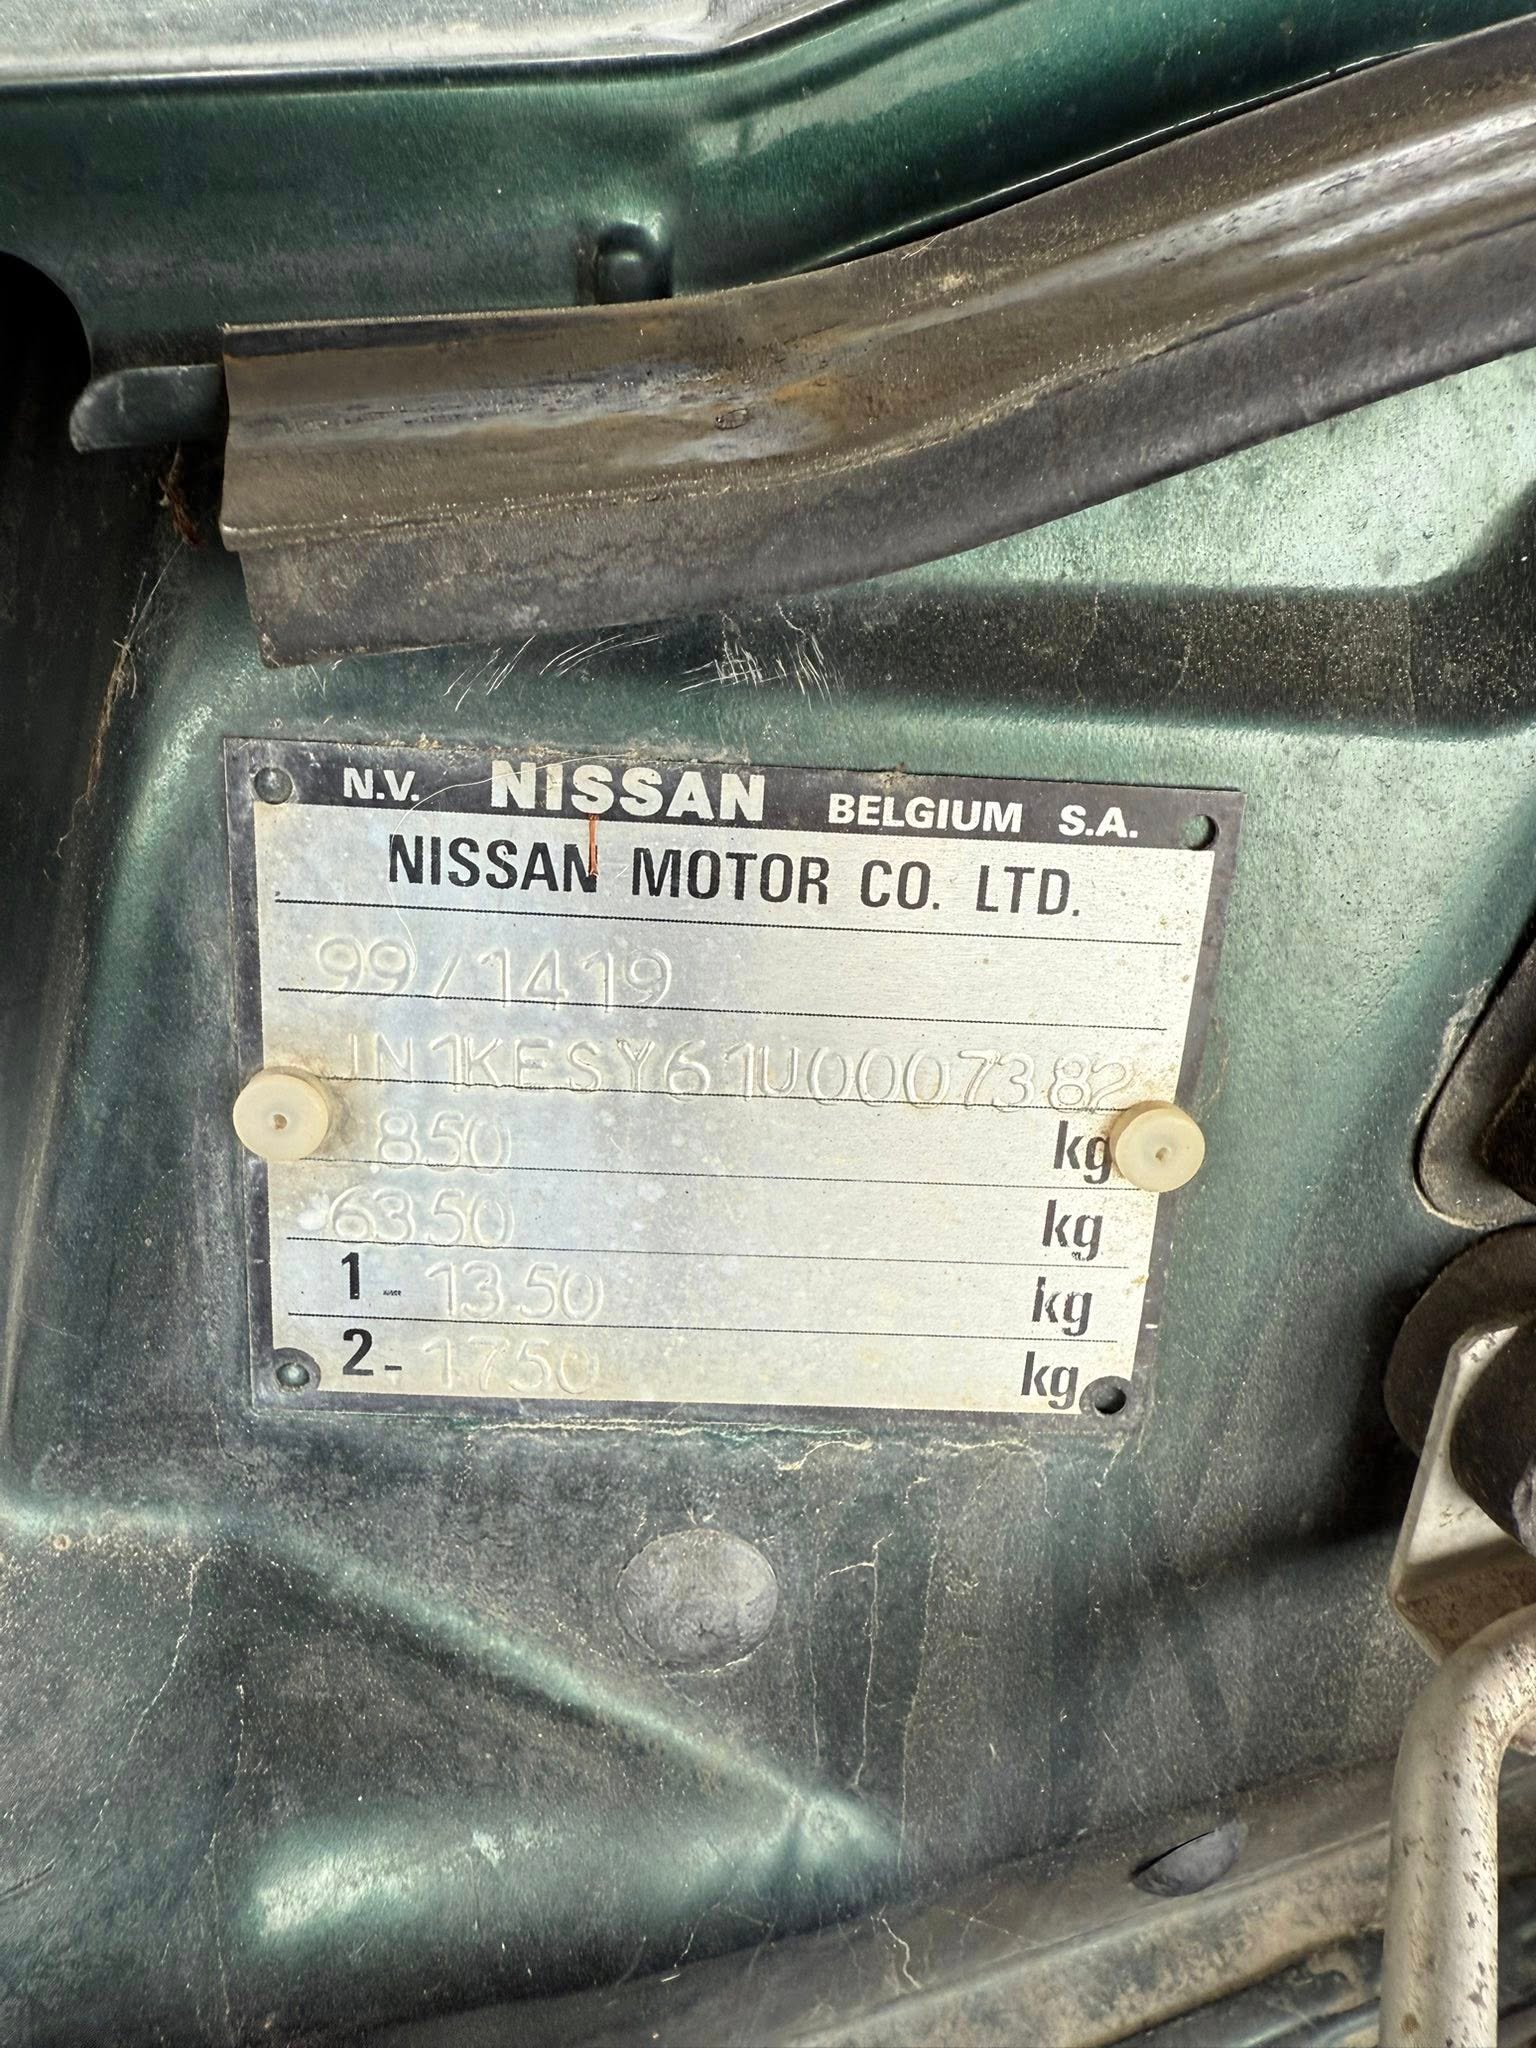 N.V. NISSAN BELGIUM S.A.
NISSAN MOTOR CO. LTD.
99/1419
JN1KESY61U0007382
850 kg
6350 kg
1- 1350 kg
2- 1750 kg